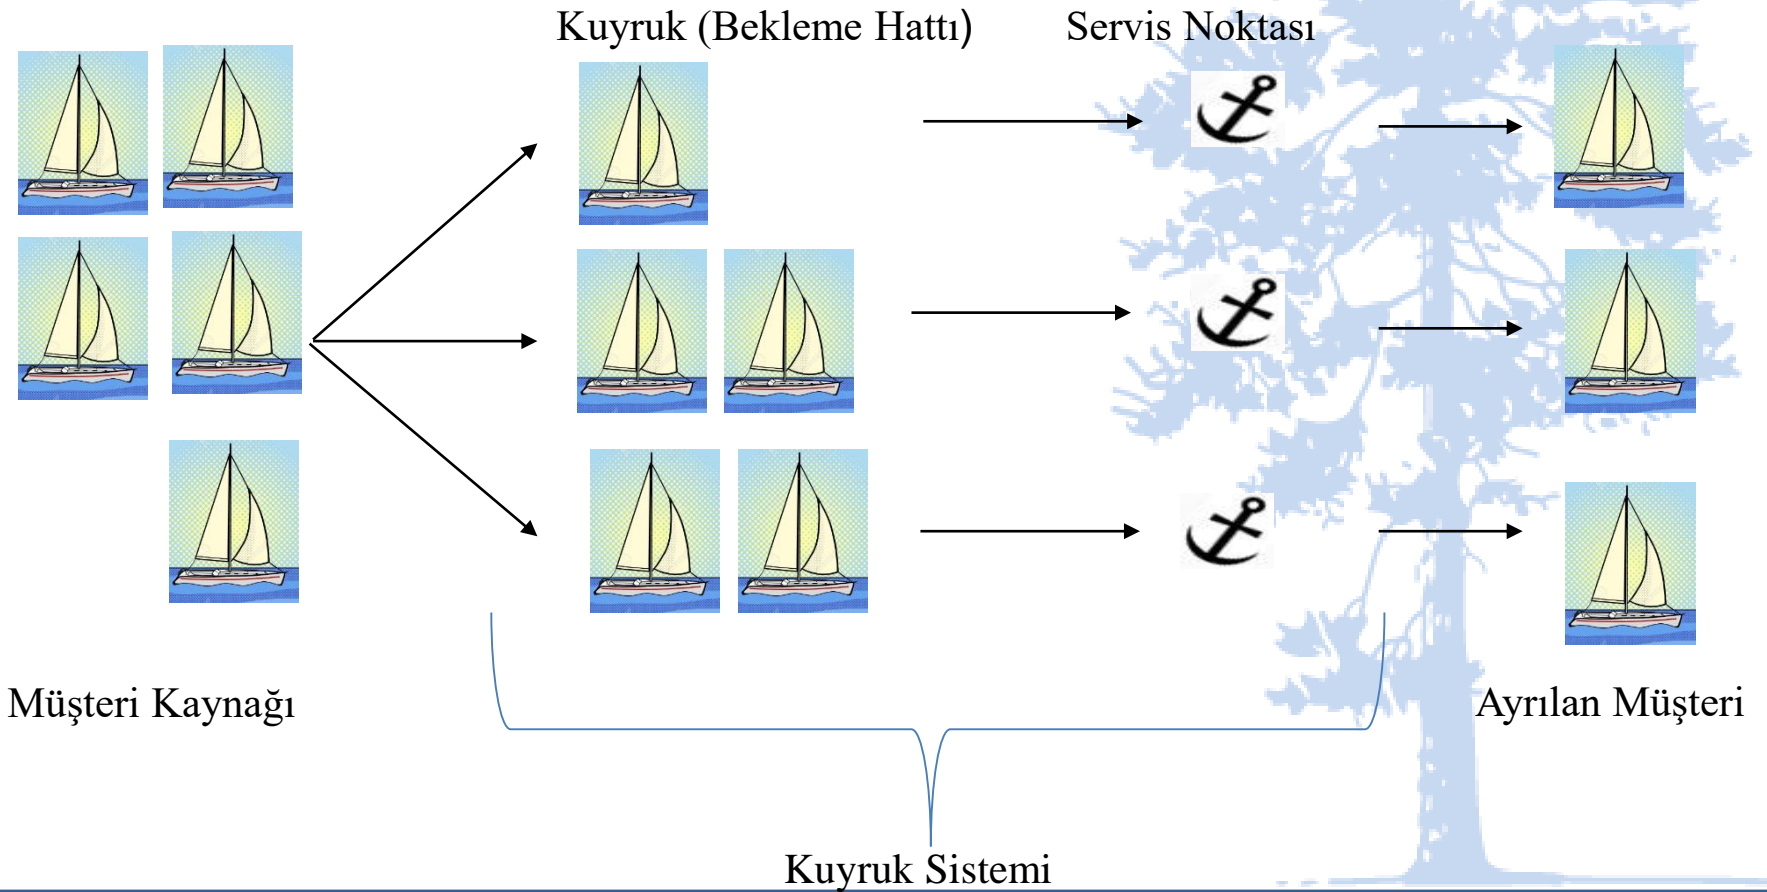 Kuyruk (Bekleme Hattı)
Servis Noktası
Müşteri Kaynağı
Ayrılan Müşteri
Kuyruk Sistemi